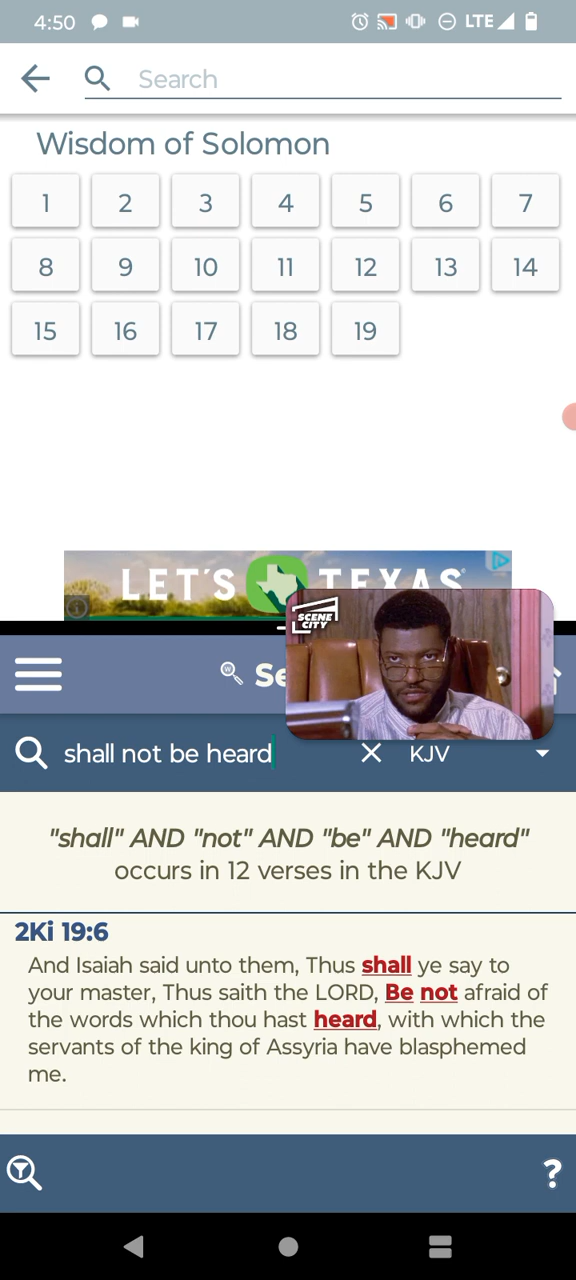 4:50 LTE
Search
Wisdom of Solomon
1 2 3 4 5 6 7
8 9 10 11 12 13 14
15 16 17 18 19
LET'S TEXAS
SCENE
CITY
Se
shall not be heard KJV
"shall" AND "not" AND "be" AND "heard"
occurs in 12 verses in the KJV
2Ki 19:6
And Isaiah said unto them, Thus shall ye say to
your master, Thus saith the LORD, Be not afraid of
the words which thou hast heard, with which the
servants of the king of Assyria have blasphemed
me.
?